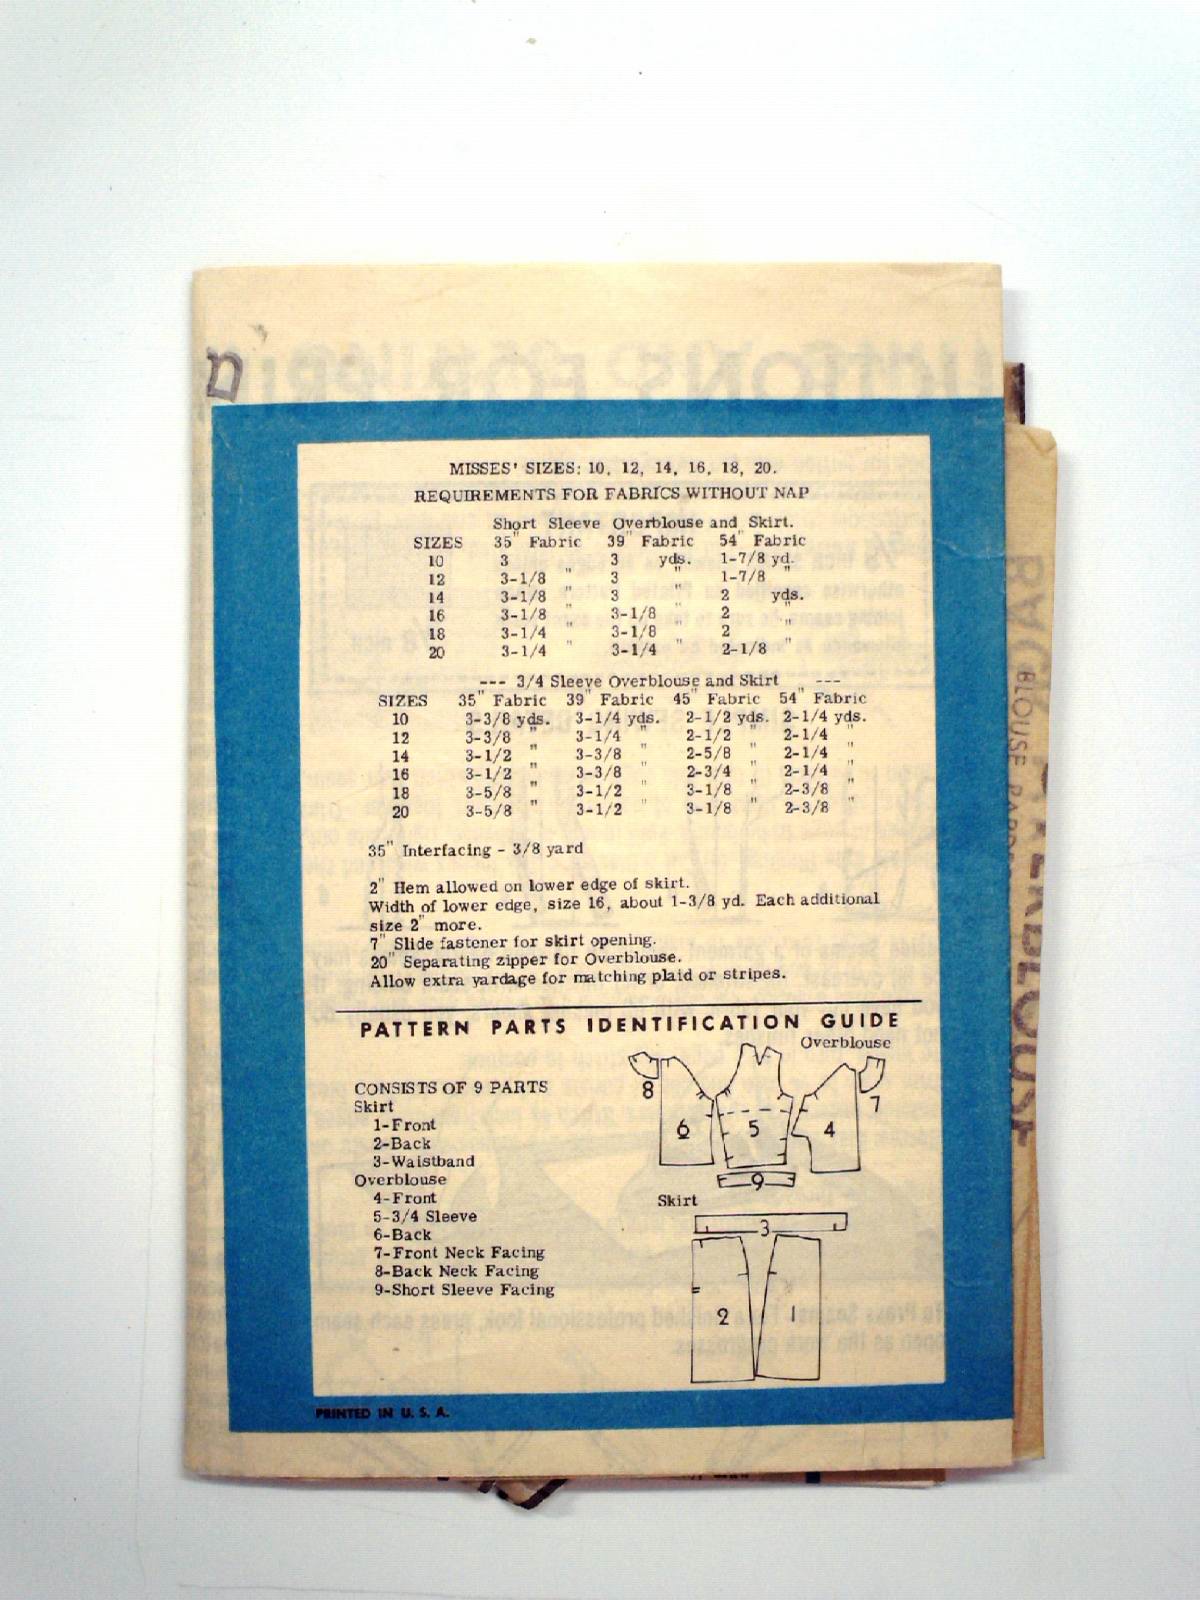 מ
MISSES' SIZES: 10, 12, 14, 16, 18, 20.
REQUIREMENTS FOR FABRICS WITHOUT NAP
Short Sleeve Overblouse and Skirt.
SIZES 35" Fabric 39" Fabric 54" Fabric
10 3 " 3 yds. 1-7/8 yd.
12 3-1/8 " 3 " 1-7/8 "
14 3-1/8 " 3 " 2 yds.
16 3-1/8 " 3-1/8 " 2 "
18 3-1/4 " 3-1/8 " 2 "
20 3-1/4 " 3-1/4 " 2-1/8 "
--- 3/4 Sleeve Overblouse and Skirt ---
SIZES 35" Fabric 39" Fabric 45" Fabric 54" Fabric
10 3-3/8 yds. 3-1/4 yds. 2-1/2 yds. 2-1/4 yds.
12 3-3/8 " 3-1/4 " 2-1/2 " 2-1/4 "
14 3-1/2 " 3-3/8 " 2-5/8 " 2-1/4 "
16 3-1/2 " 3-3/8 " 2-3/4 " 2-1/4 "
18 3-5/8 " 3-1/2 " 3-1/8 " 2-3/8 "
20 3-5/8 " 3-1/2 " 3-1/8 " 2-3/8 "
35" Interfacing - 3/8 yard
2" Hem allowed on lower edge of skirt.
Width of lower edge, size 16, about 1-3/8 yd. Each additional
size 2" more.
7" Slide fastener for skirt opening.
20" Separating zipper for Overblouse.
Allow extra yardage for matching plaid or stripes.
PATTERN PARTS IDENTIFICATION GUIDE
Overblouse
8 6 5 4 7
9
CONSISTS OF 9 PARTS
Skirt
1-Front
2-Back
3-Waistband
Overblouse
4-Front
5-3/4 Sleeve
6-Back
7-Front Neck Facing
8-Back Neck Facing
9-Short Sleeve Facing
Skirt
3
2 1
PRINTED IN U. S. A.